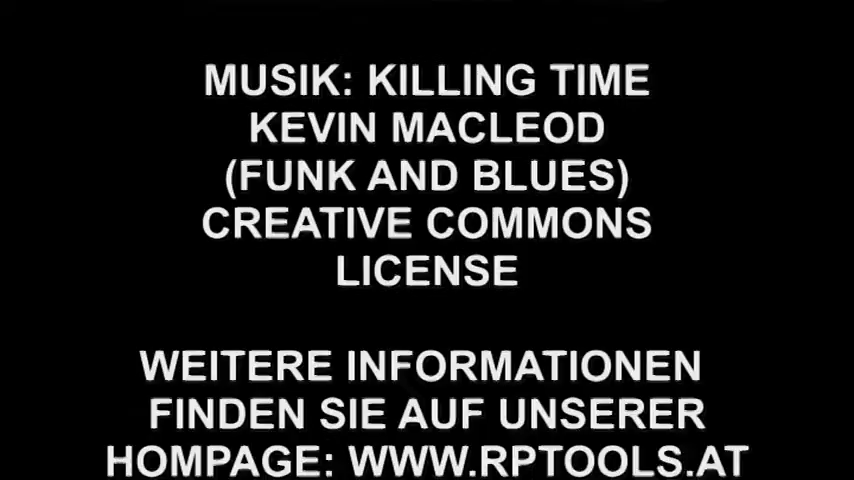 MUSIK: KILLING TIME
KEVIN MACLEOD
(FUNK AND BLUES)
CREATIVE COMMONS
LICENSE
WEITERE INFORMATIONEN
FINDEN SIE AUF UNSERER
HOMPAGE: WWW.RPTOOLS.AT